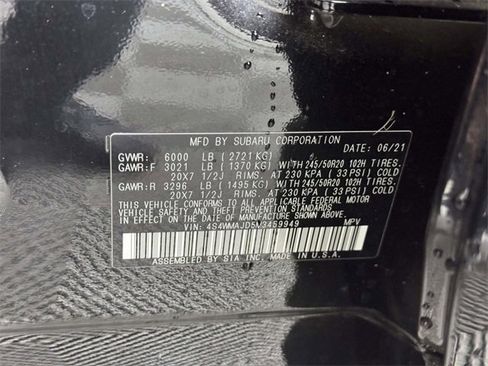 MFD BY SUBARU CORPORATION
DATE: 06/21
GVWR: 6000 LB (2721 KG)
GAWR: F 3021 LB (1370 KG) WITH 245/50R20 102H TIRES.
20X7 1/2J RIMS. AT 230 KPA (33 PSI) COLD
GAWR: R 3296 LB (1495 KG) WITH 245/50R20 102H TIRES.
20X7 1/2J RIMS. AT 230 KPA (33 PSI) COLD
THIS VEHICLE CONFORMS TO ALL APPLICABLE FEDERAL MOTOR
VEHICLE SAFETY, BUMPER, AND THEFT PREVENTION STANDARDS
IN EFFECT ON THE DATE OF MANUFACTURE SHOWN ABOVE.
VIN: 4S4WMAJD5N3459949 MPV
ASSEMBLED BY SIA INC. MADE IN U.S.A.